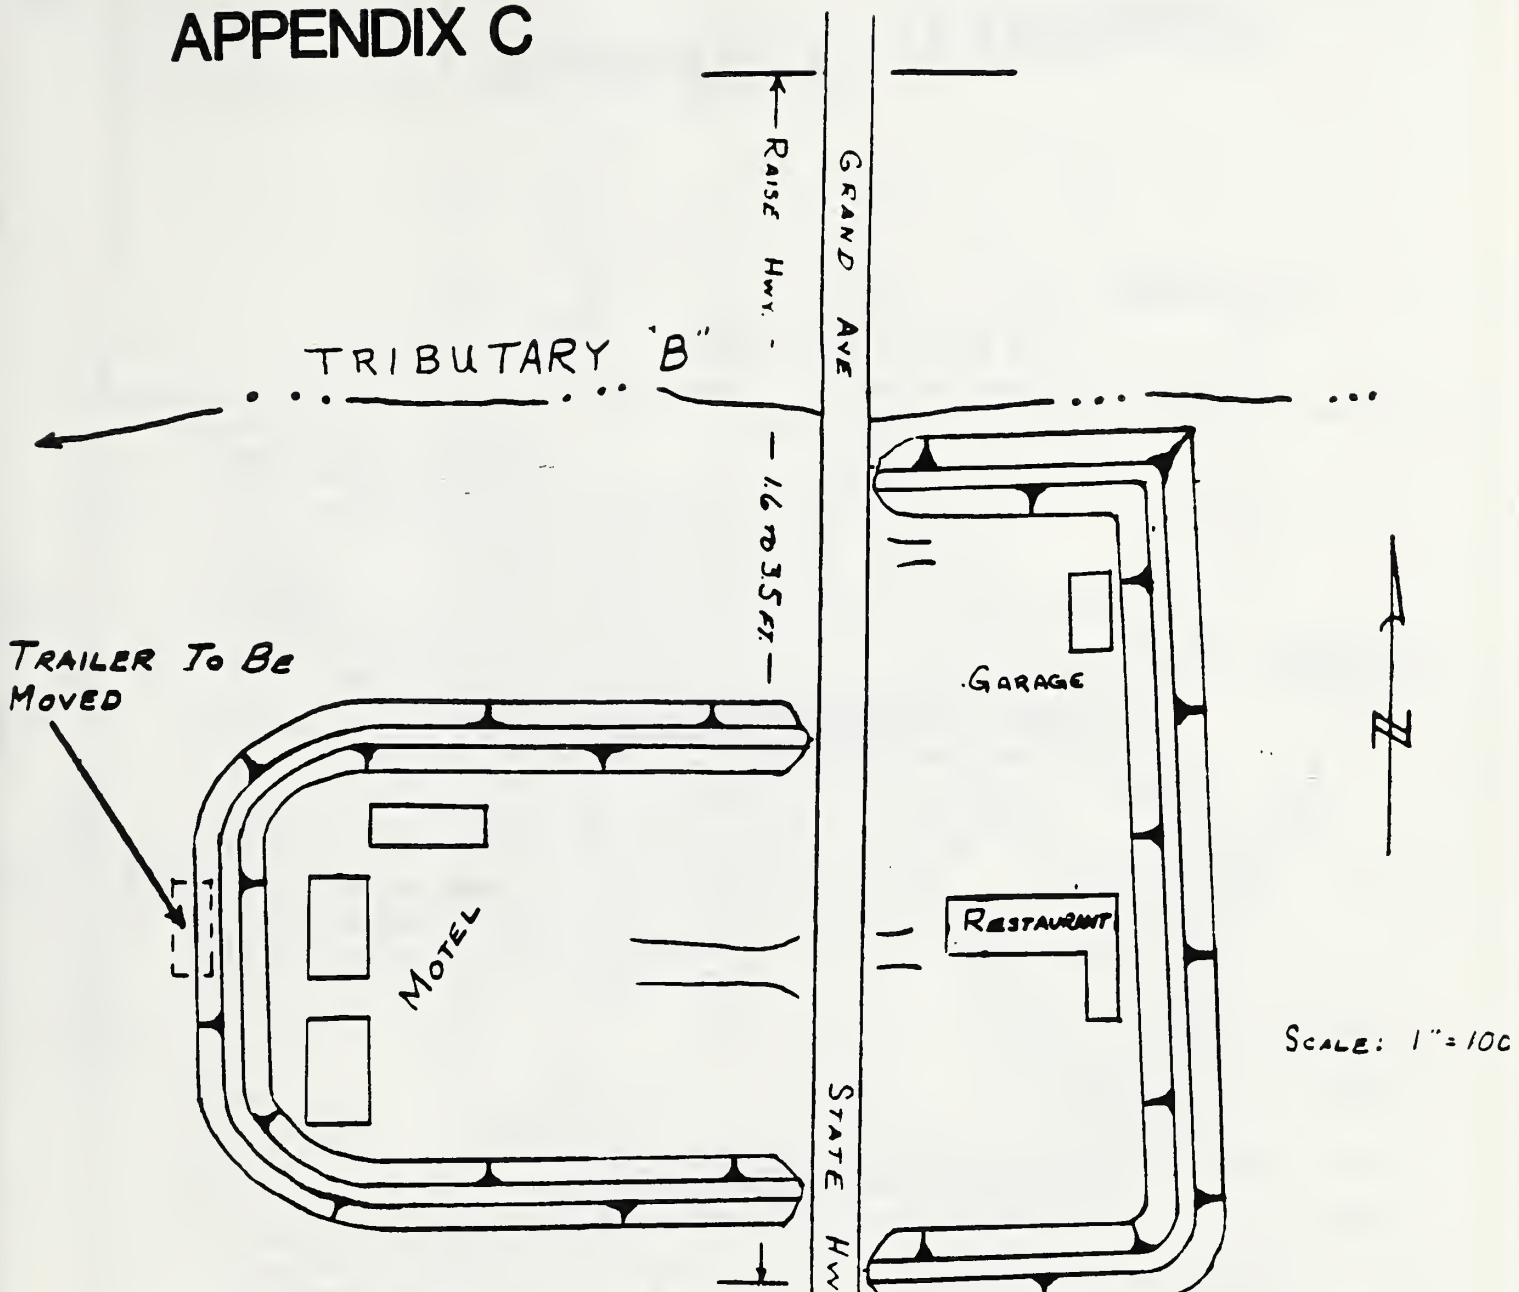 APPENDIX C
RAISE HWY. - 1.6 TO 3.5 FT.
GRAND AVE
TRIBUTARY "B"
TRAILER TO BE
MOVED
GARAGE
N
RESTAURANT
MOTEL
SCALE: 1" = 100
STATE HW